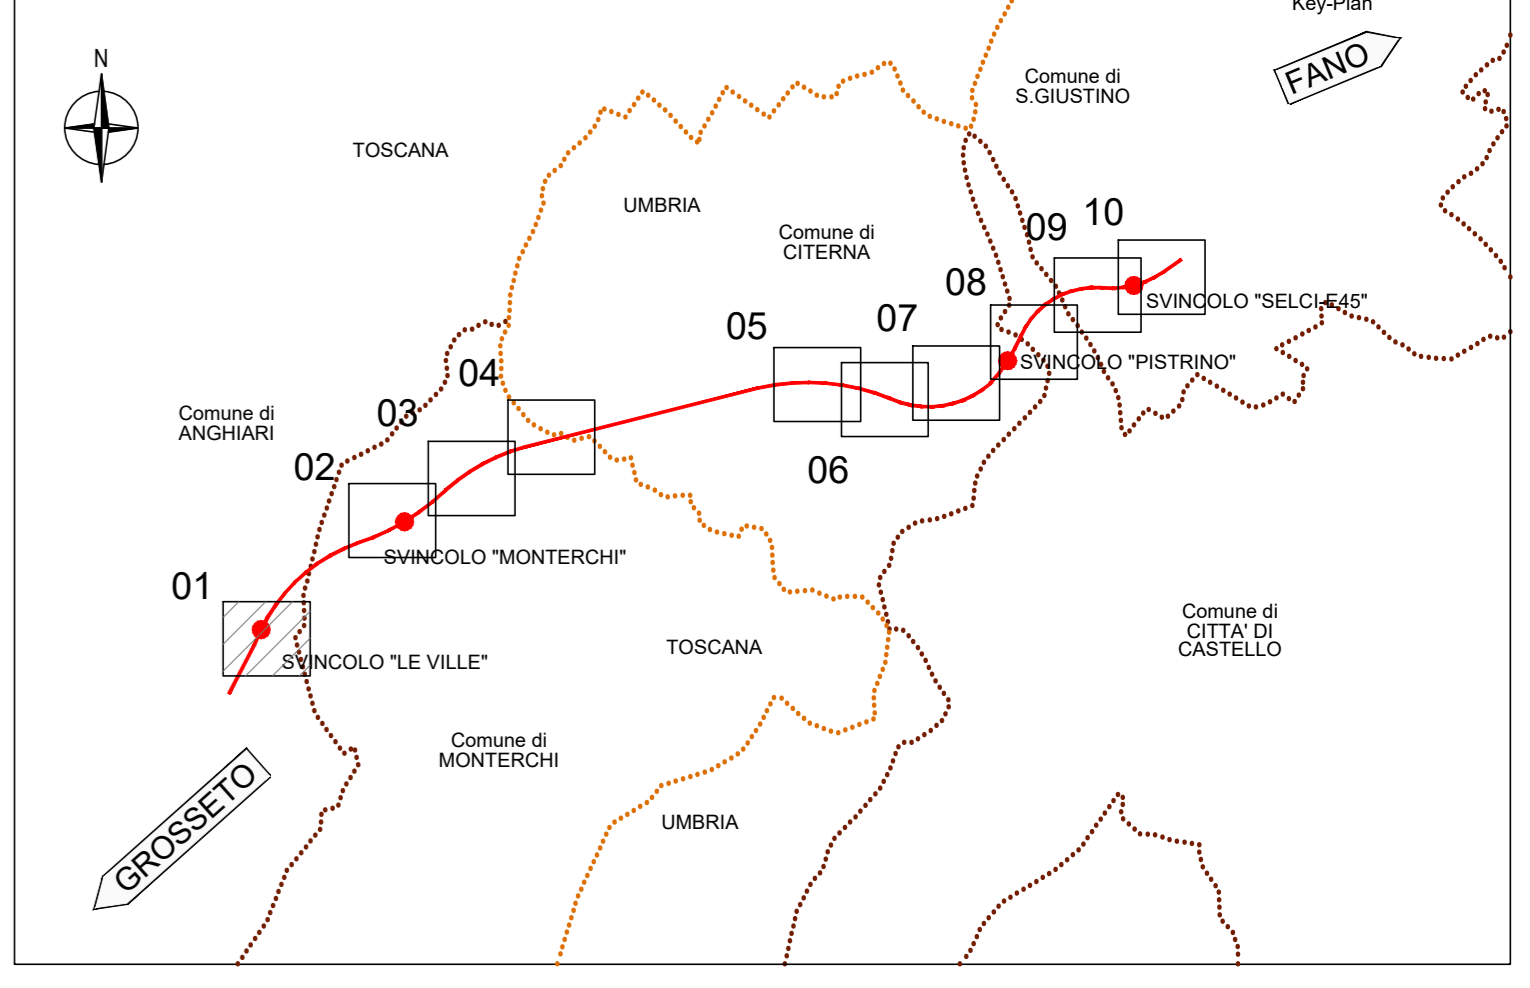 Key-Plan
N
FANO
Comune di
S.GIUSTINO
TOSCANA
UMBRIA
Comune di
CITERNA
10
09
08
SVINCOLO "SELCI-E45"
07
05
SVINCOLO "PISTRINO"
04
03
Comune di
ANGHIARI
02
06
SVINCOLO "MONTERCHI"
01
Comune di
CITTA' DI
CASTELLO
TOSCANA
SVINCOLO "LE VILLE"
Comune di
MONTERCHI
GROSSETO
UMBRIA